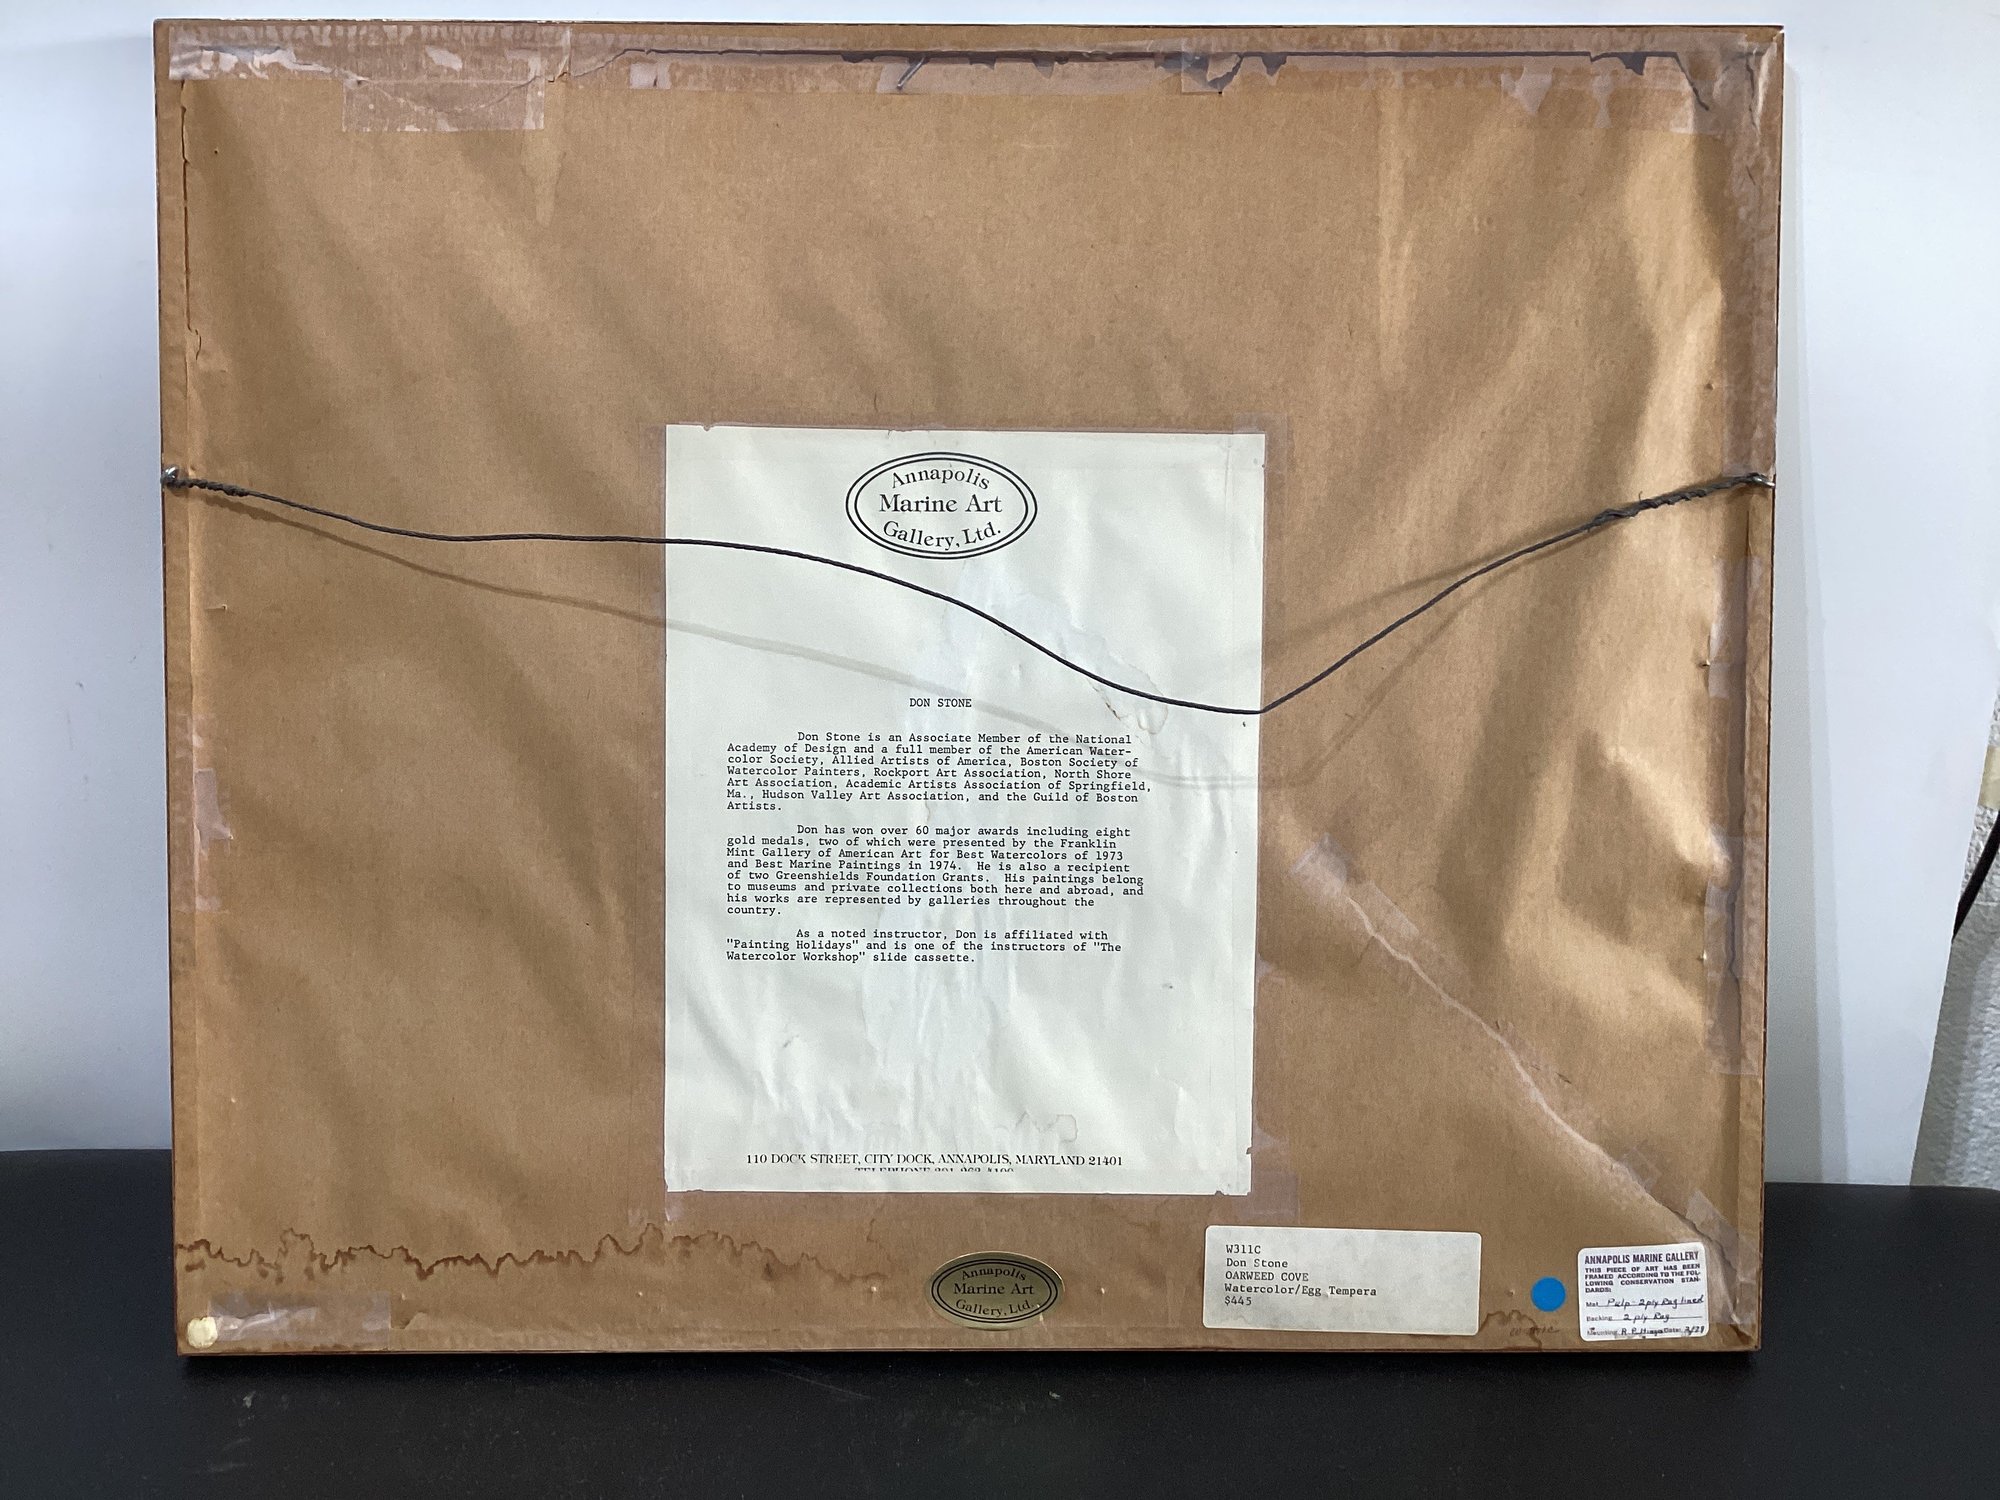 Annapolis
Marine Art
Gallery, Ltd.
DON STONE
Don Stone is an Associate Member of the National
Academy of Design and a full member of the American Water-
color Society, Allied Artists of America, Boston Society of
Watercolor Painters, Rockport Art Association, North Shore
Art Association, Academic Artists Association of Springfield,
Ma., Hudson Valley Art Association, and the Guild of Boston
Artists.
Don has won over 60 major awards including eight
gold medals, two of which were presented by the Franklin
Mint Gallery of American Art for Best Watercolors of 1973
and Best Marine Paintings in 1974. He is also a recipient
of two Greenshields Foundation Grants. His paintings belong
to museums and private collections both here and abroad, and
his works are represented by galleries throughout the
country.
As a noted instructor, Don is affiliated with
"Painting Holidays" and is one of the instructors of "The
Watercolor Workshop" slide cassette.
110 DOCK STREET, CITY DOCK, ANNAPOLIS, MARYLAND 21401
TELEPHONE 301
Annapolis
Marine Art
Gallery, Ltd.
W311C
Don Stone
OARWEED COVE
Watercolor/Egg Tempera
$445
ANNAPOLIS MARINE GALLERY
THIS PIECE OF ART HAS BEEN
FRAMED ACCORDING TO THE FOL-
LOWING CONSERVATION STAN-
DARDS:
Mat Pulp-2ply Rag lined
Backing 2 ply Rag
Mounting R.P. Date: